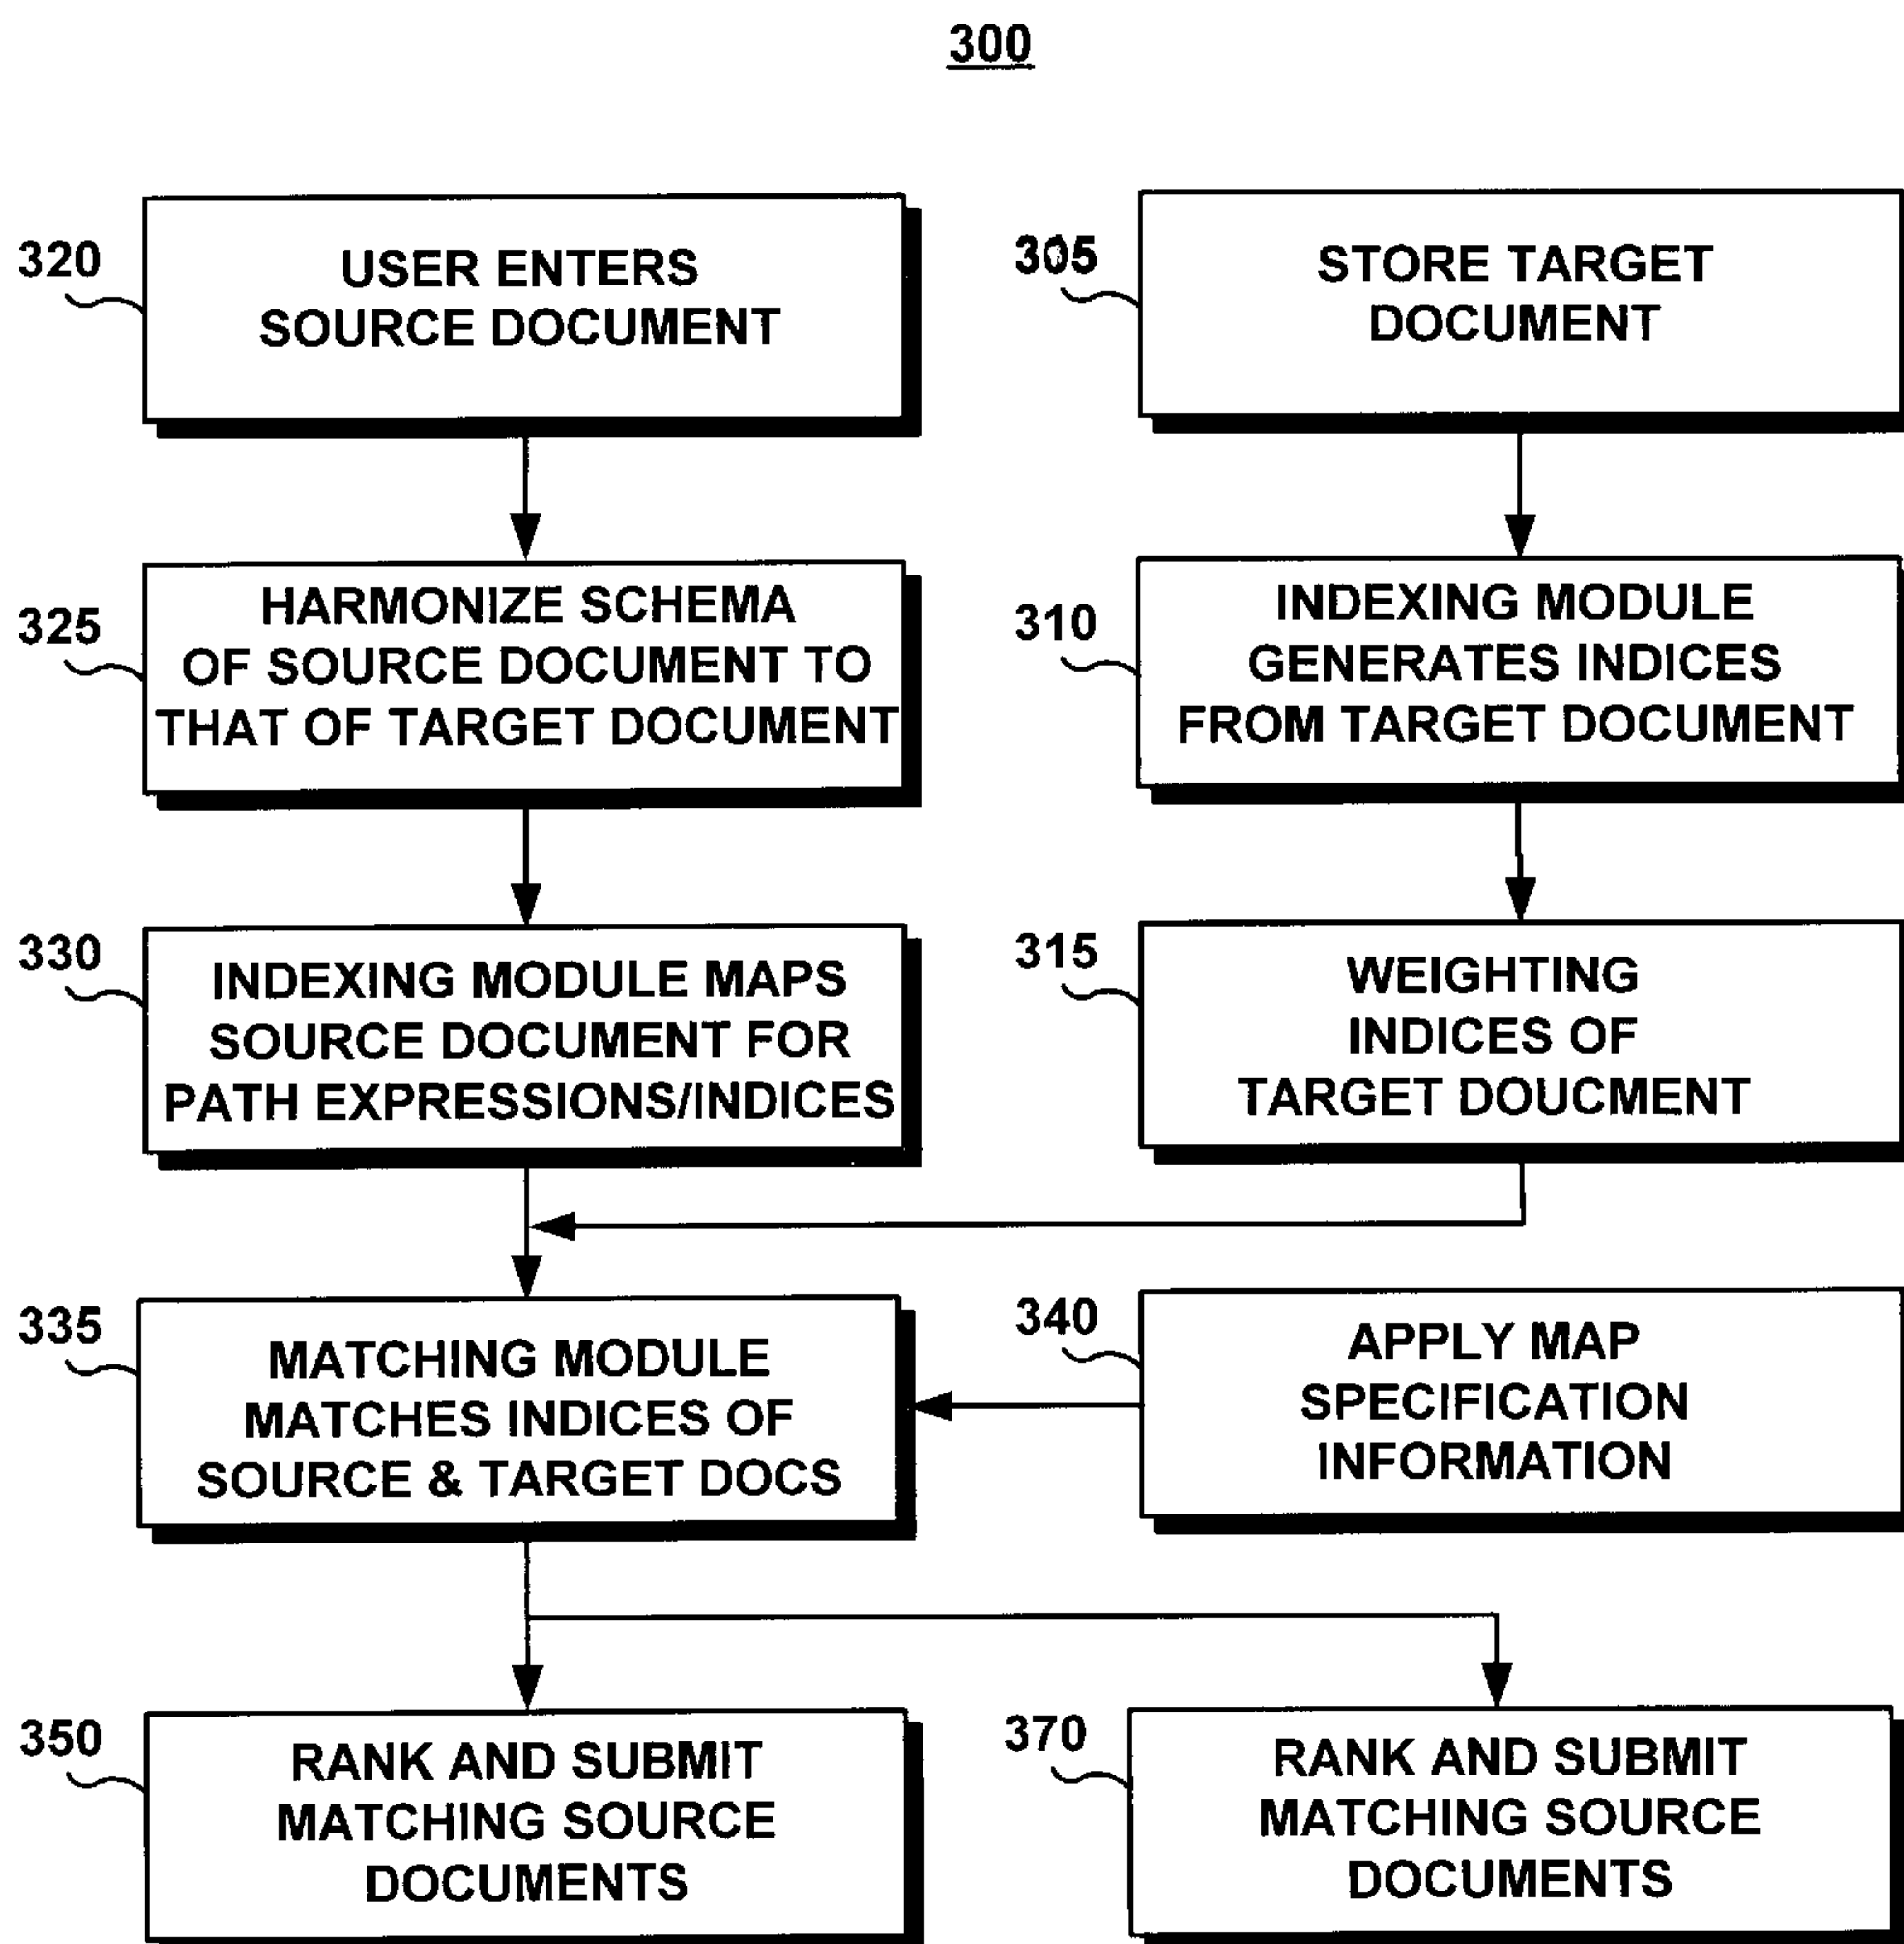 300
320
USER ENTERS
SOURCE DOCUMENT
305
STORE TARGET
DOCUMENT
325
HARMONIZE SCHEMA
OF SOURCE DOCUMENT TO
THAT OF TARGET DOCUMENT
310
INDEXING MODULE
GENERATES INDICES
FROM TARGET DOCUMENT
330
INDEXING MODULE MAPS
SOURCE DOCUMENT FOR
PATH EXPRESSIONS/INDICES
315
WEIGHTING
INDICES OF
TARGET DOUCMENT
335
MATCHING MODULE
MATCHES INDICES OF
SOURCE & TARGET DOCS
340
APPLY MAP
SPECIFICATION
INFORMATION
350
RANK AND SUBMIT
MATCHING SOURCE
DOCUMENTS
370
RANK AND SUBMIT
MATCHING SOURCE
DOCUMENTS